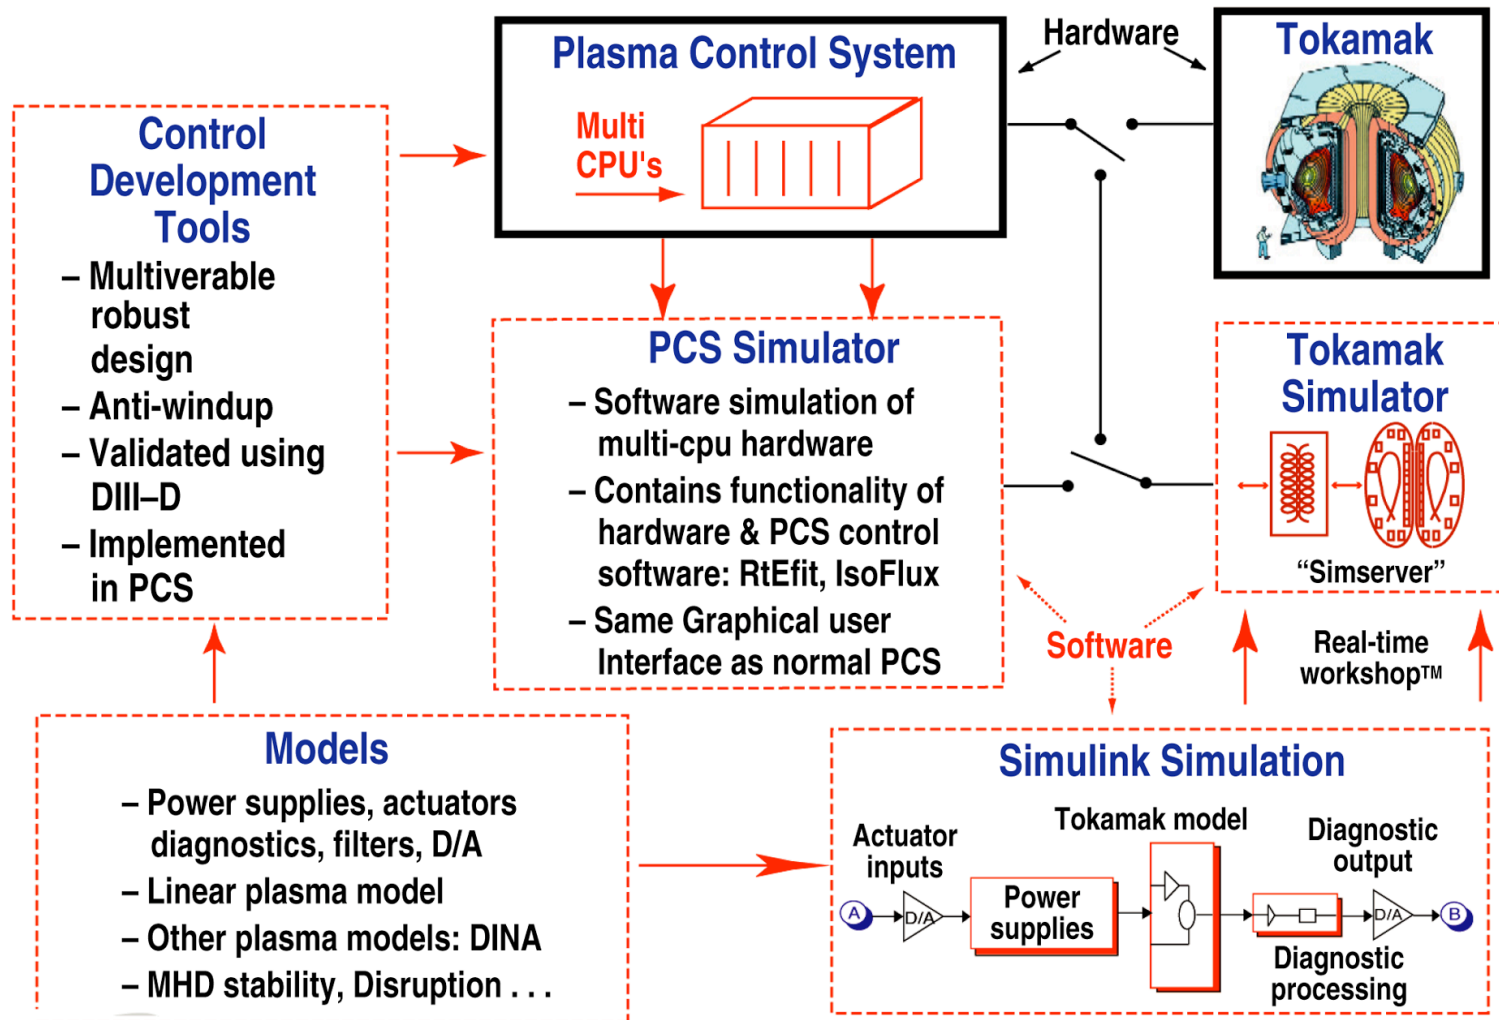 Plasma Control System
Multi
CPU's
Hardware
Tokamak
Control
Development
Tools
– Multiverable
robust
design
– Anti-windup
– Validated using
DIII–D
– Implemented
in PCS
PCS Simulator
– Software simulation of
multi-cpu hardware
– Contains functionality of
hardware & PCS control
software: RtEfit, IsoFlux
– Same Graphical user
Interface as normal PCS
Tokamak
Simulator
“Simserver”
Software
Real-time
workshop™
Models
– Power supplies, actuators
diagnostics, filters, D/A
– Linear plasma model
– Other plasma models: DINA
– MHD stability, Disruption . . .
Simulink Simulation
Actuator
inputs
Tokamak model
Diagnostic
output
A
D/A
Power
supplies
D/A
B
Diagnostic
processing